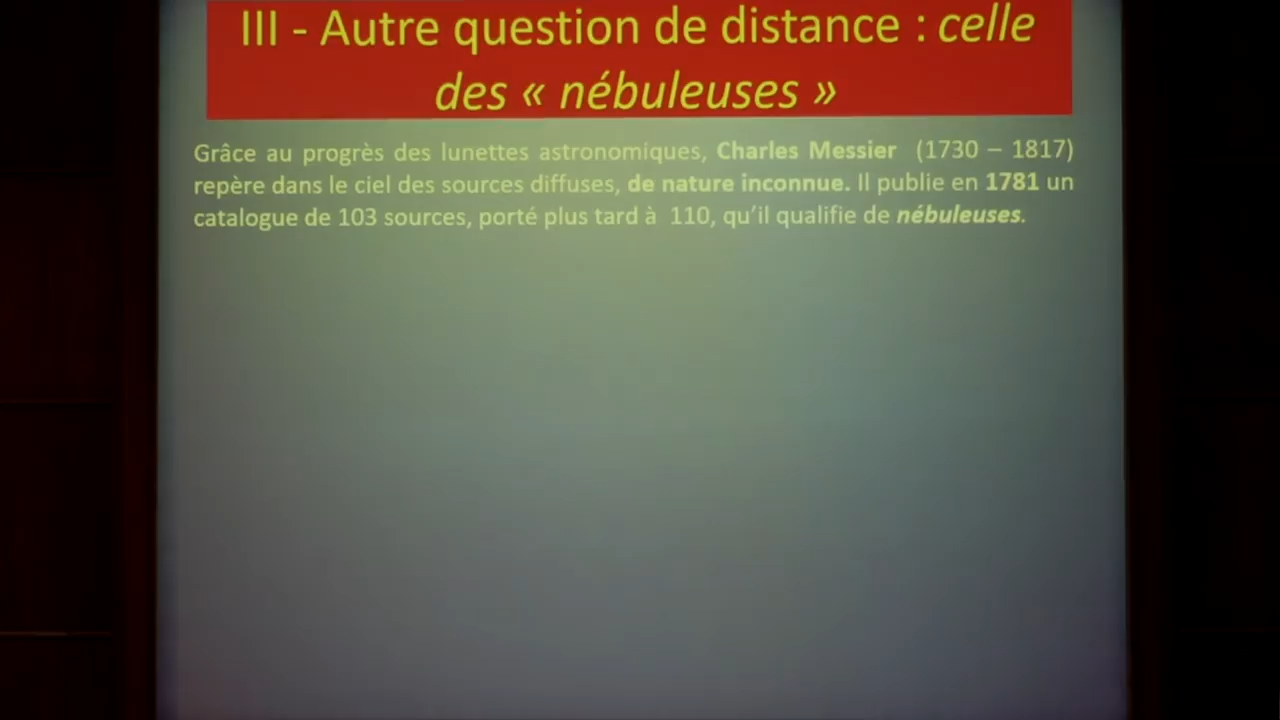 III - Autre question de distance : celle
des « nébuleuses »
Grâce au progrès des lunettes astronomiques, Charles Messier (1730 – 1817)
repère dans le ciel des sources diffuses, de nature inconnue. Il publie en 1781 un
catalogue de 103 sources, porté plus tard à 110, qu'il qualifie de nébuleuses.